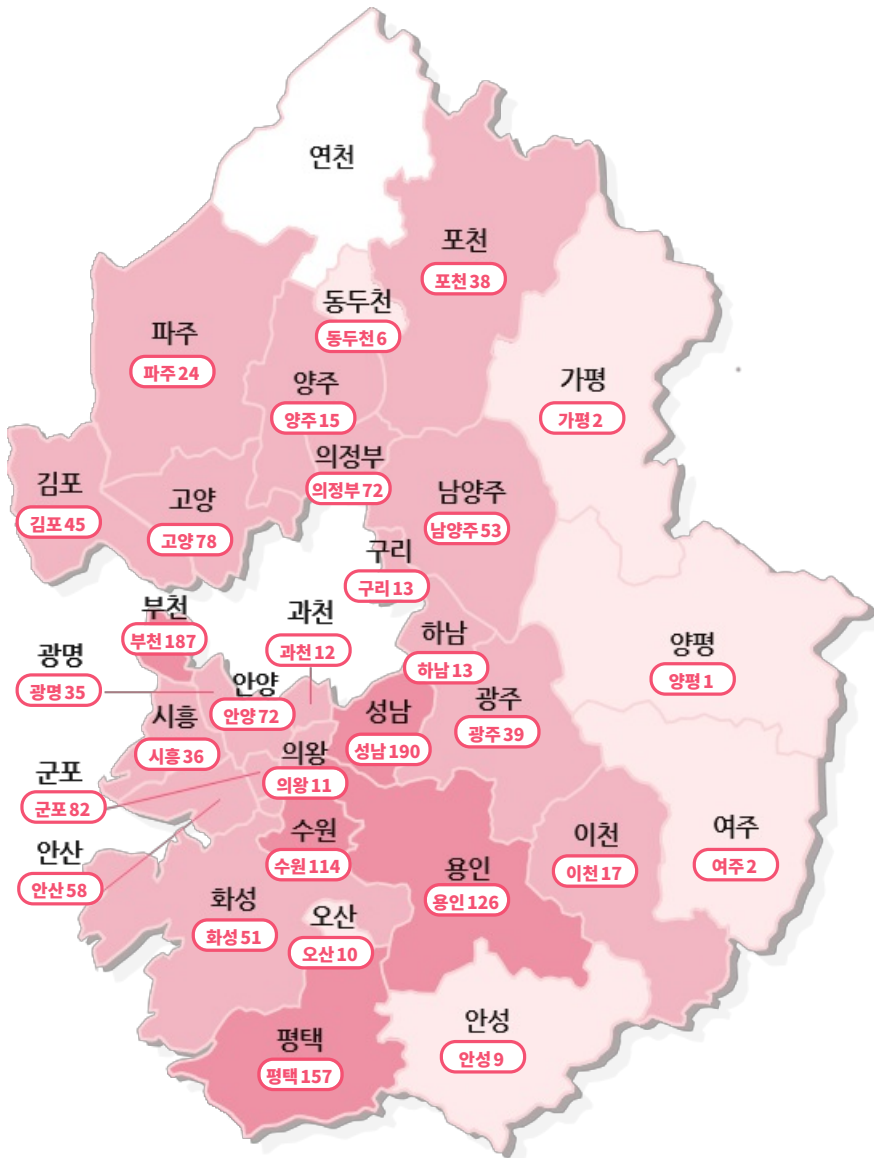 연천
포천
포천 38
동두천
동두천 6
파주
파주 24
양주
양주 15
가평
가평 2
의정부
의정부 72
김포
김포 45
고양
고양 78
남양주
남양주 53
구리
구리 13
부천
부천 187
과천
과천 12
하남
하남 13
양평
양평 1
광명
광명 35
안양
안양 72
시흥
시흥 36
성남
성남 190
광주
광주 39
의왕
의왕 11
군포
군포 82
수원
수원 114
이천
이천 17
여주
여주 2
안산
안산 58
용인
용인 126
화성
화성 51
오산
오산 10
안성
안성 9
평택
평택 157